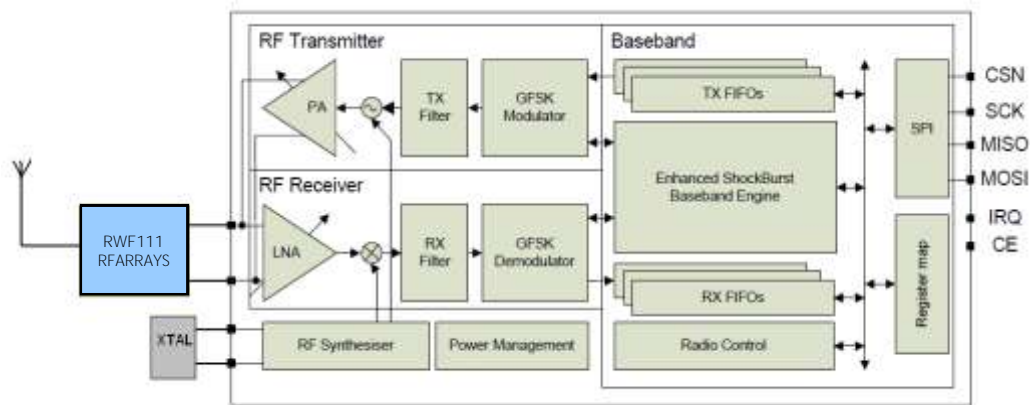 RF Transmitter
Baseband
PA
TX
Filter
GFSK
Modulator
TX FIFOs
SPI
CSN
SCK
MISO
MOSI
Enhanced ShockBurst
Baseband Engine
RF Receiver
RWF111
RFARRAYS
LNA
RX
Filter
GFSK
Demodulator
IRQ
CE
RX FIFOs
Register map
XTAL
RF Synthesiser
Power Management
Radio Control